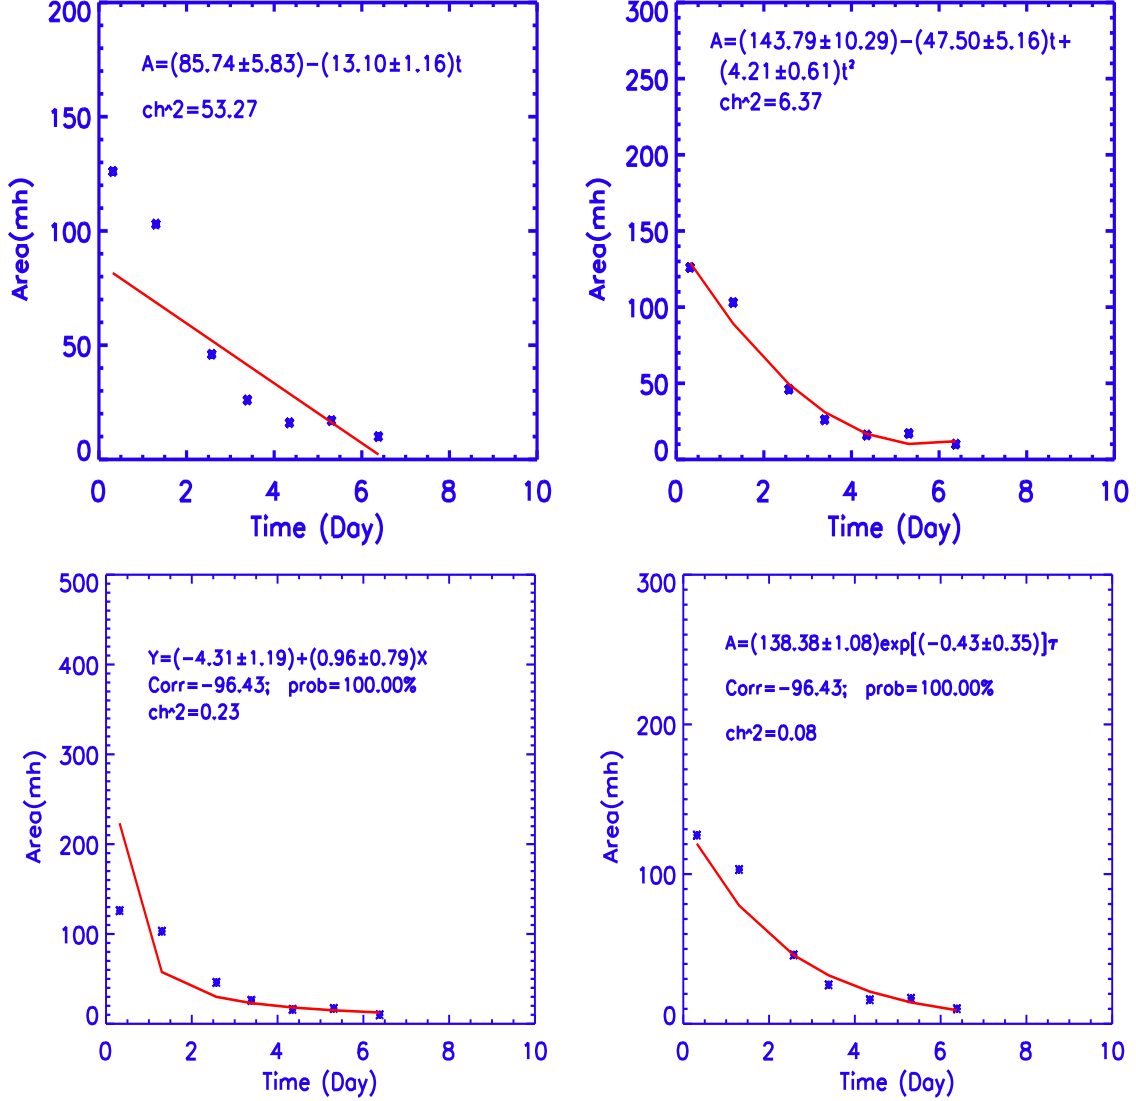 200
150
100
50
0
A=(85.74±5.83)−(13.10±1.16)t
ch^2=53.27
Area(mh)
0 2 4 6 8 10
Time (Day)
300
250
200
150
100
50
0
A=(143.79±10.29)−(47.50±5.16)t+
(4.21±0.61)t²
ch^2=6.37
Area(mh)
0 2 4 6 8 10
Time (Day)
500
400
300
200
100
0
Y=(−4.31±1.19)+(0.96±0.79)X
Corr=−96.43; prob=100.00%
ch^2=0.23
Area(mh)
0 2 4 6 8 10
Time (Day)
300
200
100
0
A=(138.38±1.08)exp[(−0.43±0.35)]τ
Corr=−96.43; prob=100.00%
ch^2=0.08
Area(mh)
0 2 4 6 8 10
Time (Day)